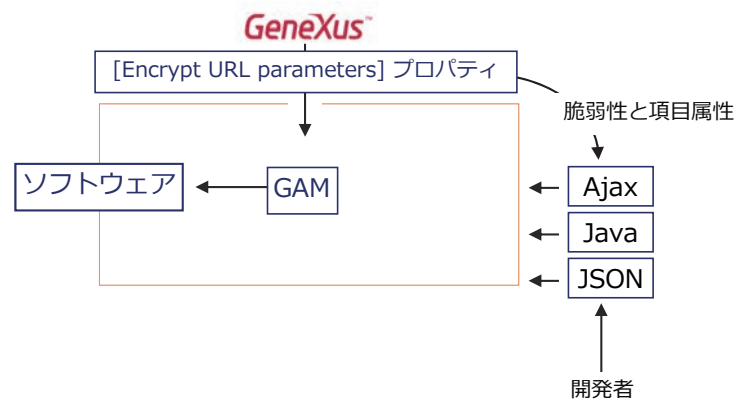 GeneXus™
[Encrypt URL parameters] プロパティ
脆弱性と項目属性
ソフトウェア
GAM
Ajax
Java
JSON
開発者